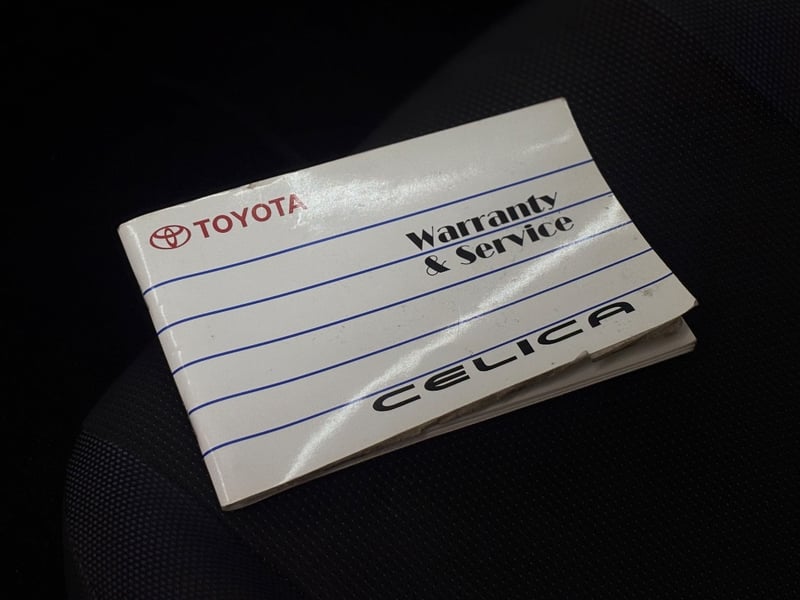 TOYOTA
Warranty
& Service
CELICA